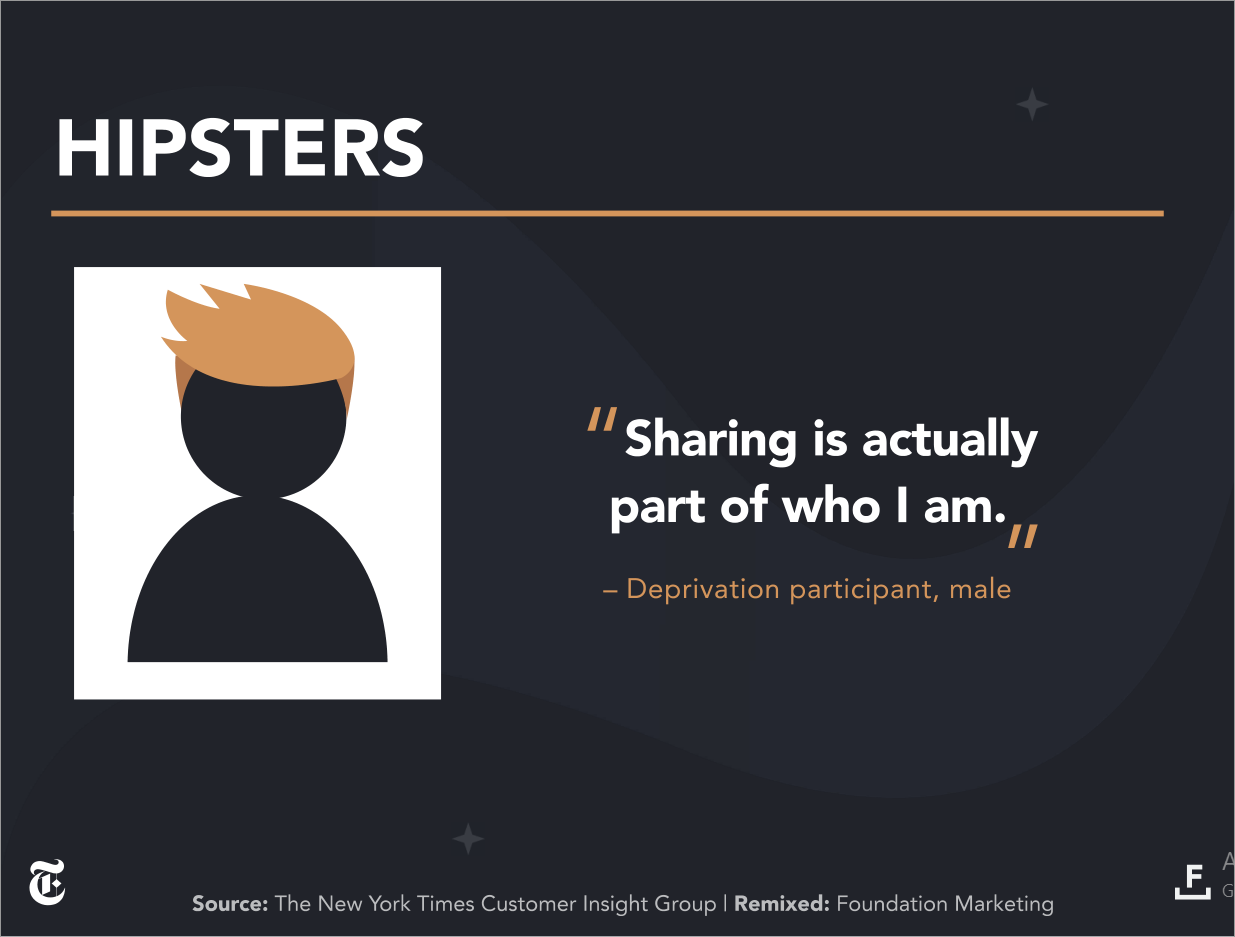 HIPSTERS
“Sharing is actually
part of who I am.”
– Deprivation participant, male
T
F
A
G
Source: The New York Times Customer Insight Group | Remixed: Foundation Marketing